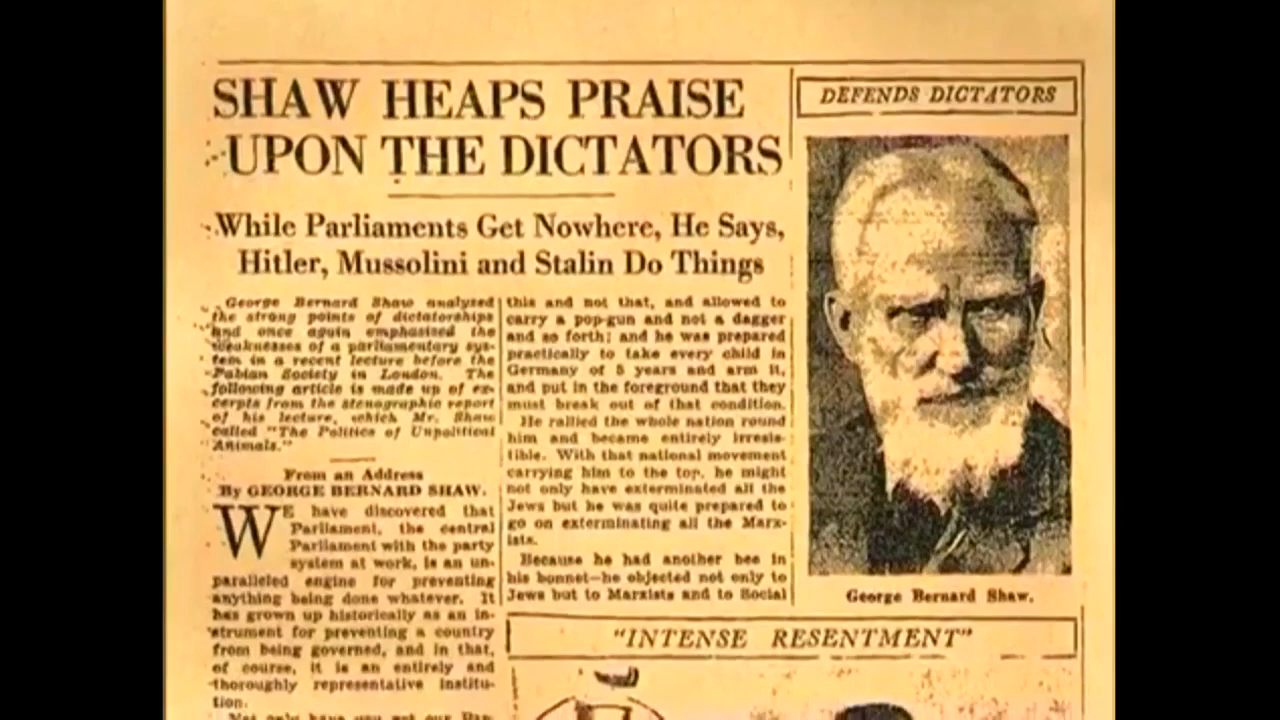 SHAW HEAPS PRAISE
UPON THE DICTATORS
While Parliaments Get Nowhere, He Says,
Hitler, Mussolini and Stalin Do Things
George Bernard Shaw analyzed
the strong points of dictatorships
and once again emphasized the
weaknesses of a parliamentary sys-
tem in a recent lecture before the
Fabian Society in London. The
following article is made up of ex-
cerpts from the stenographic report
of his lecture, which Mr. Shaw
called "The Politics of Unpolitical
Animals."
From an Address
By GEORGE BERNARD SHAW.
WE have discovered that
Parliament, the central
Parliament with the party
system at work, is an un-
paralleled engine for preventing
anything being done whatever. It
has grown up historically as an in-
strument for preventing a country
from being governed, and in that,
of course, it is an entirely and
thoroughly representative institu-
tion.
this and not that, and allowed to
carry a pop-gun and not a dagger
and so forth; and he was prepared
practically to take every child in
Germany of 5 years and arm it,
and put in the foreground that they
must break out of that condition.
He rallied the whole nation round
him and became entirely irresis-
tible. With that national movement
carrying him to the top, he might
not only have exterminated all the
Jews but he was quite prepared to
go on exterminating all the Marx-
ists.
Because he had another bee in
his bonnet—he objected not only to
Jews but to Marxists and to Social
DEFENDS DICTATORS
George Bernard Shaw.
"INTENSE RESENTMENT"